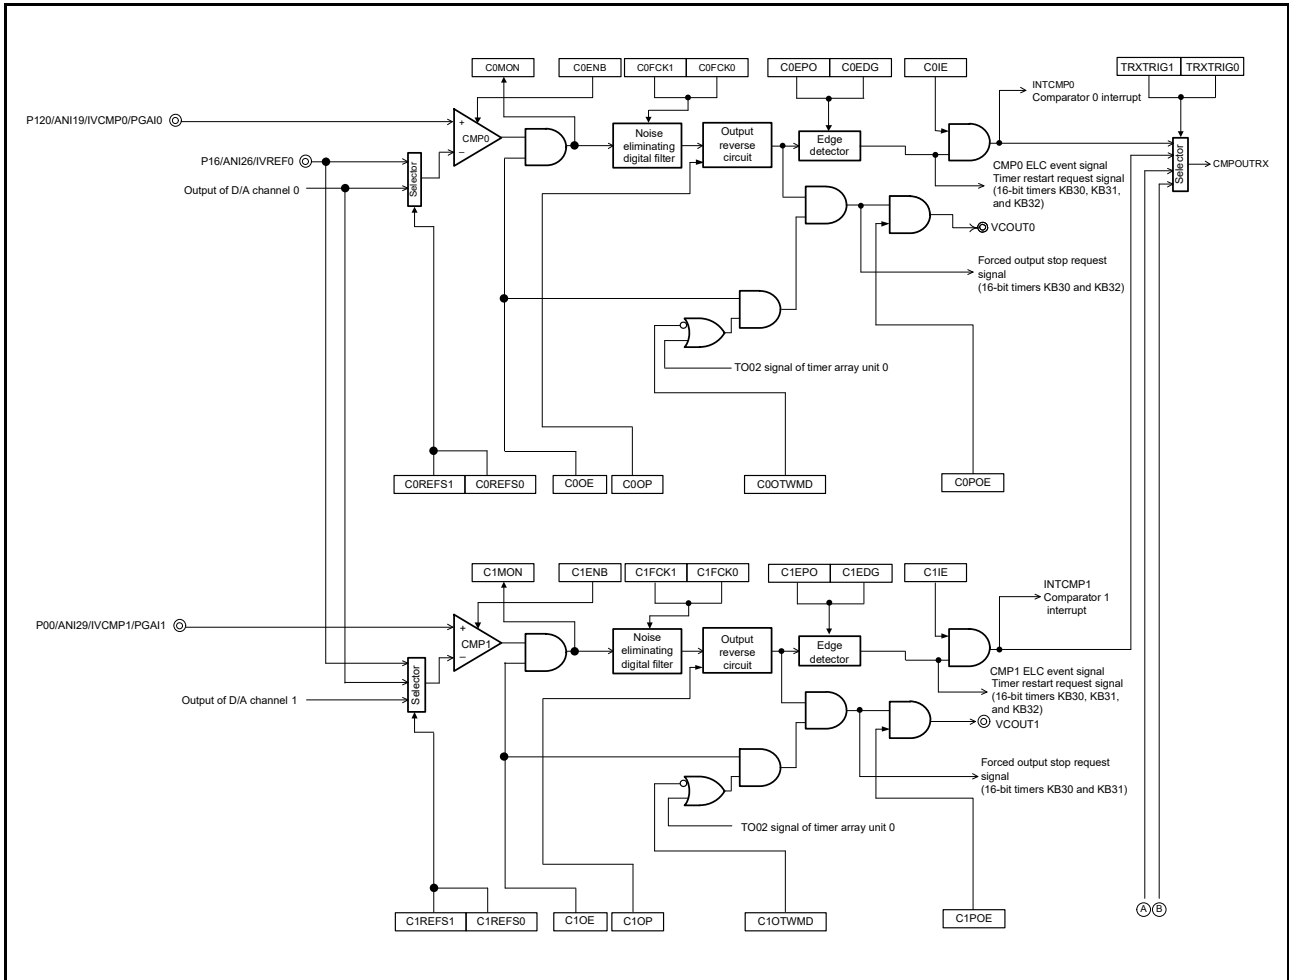 C0MON
C0ENB
C0FCK1 C0FCK0
C0EPO C0EDG
C0IE
TRXTRIG1 TRXTRIG0
INTCMP0
Comparator 0 interrupt
P120/ANI19/IVCMP0/PGAI0
+
CMP0
–
Noise
eliminating
digital filter
Output
reverse
circuit
Edge
detector
P16/ANI26/IVREF0
Selector
Output of D/A channel 0
Selector
CMPOUTRX
CMP0 ELC event signal
Timer restart request signal
(16-bit timers KB30, KB31,
and KB32)
VCOUT0
Forced output stop request
signal
(16-bit timers KB30 and KB32)
TO02 signal of timer array unit 0
C0REFS1 C0REFS0
C0OE
C0OP
C0OTWMD
C0POE
C1MON
C1ENB
C1FCK1 C1FCK0
C1EPO C1EDG
C1IE
INTCMP1
Comparator 1
interrupt
P00/ANI29/IVCMP1/PGAI1
+
CMP1
–
Noise
eliminating
digital filter
Output
reverse
circuit
Edge
detector
Selector
Output of D/A channel 1
CMP1 ELC event signal
Timer restart request signal
(16-bit timers KB30, KB31,
and KB32)
VCOUT1
Forced output stop request
signal
(16-bit timers KB30 and KB31)
TO02 signal of timer array unit 0
C1REFS1 C1REFS0
C1OE
C1OP
C1OTWMD
C1POE
A B